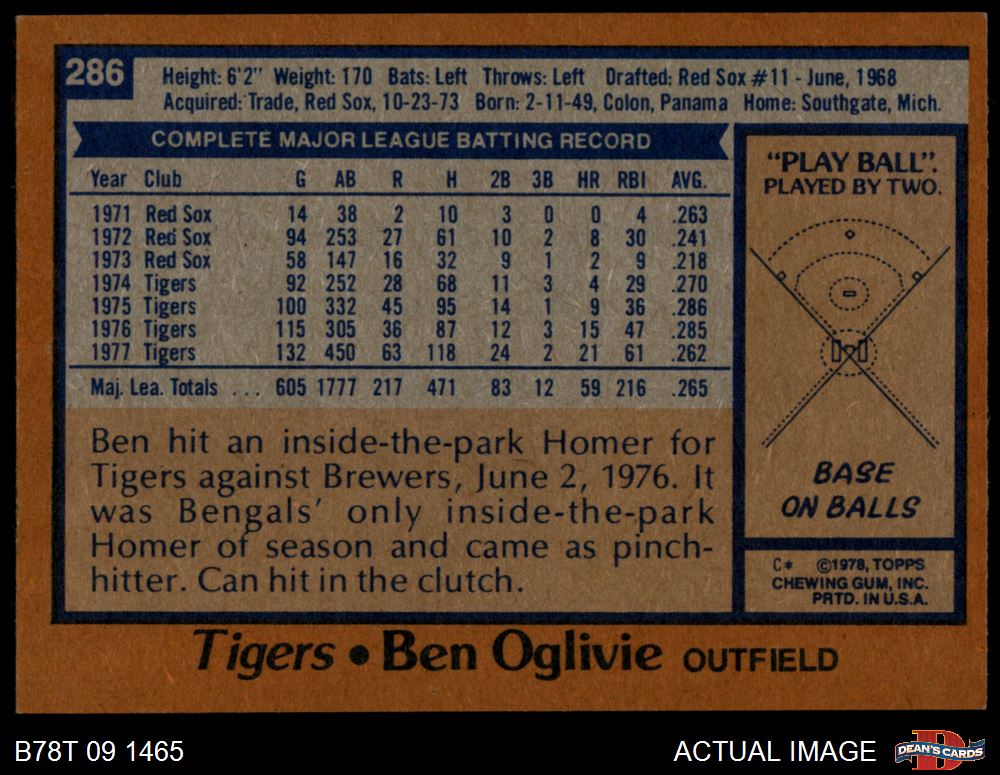 286
Height: 6'2" Weight: 170 Bats: Left Throws: Left Drafted: Red Sox #11 - June, 1968
Acquired: Trade, Red Sox, 10-23-73 Born: 2-11-49, Colon, Panama Home: Southgate, Mich.
COMPLETE MAJOR LEAGUE BATTING RECORD
Year Club G AB R H 2B 3B HR RBI AVG.
1971 Red Sox 14 38 2 10 3 0 0 4 .263
1972 Red Sox 94 253 27 61 10 2 8 30 .241
1973 Red Sox 58 147 16 32 9 1 2 9 .218
1974 Tigers 92 252 28 68 11 3 4 29 .270
1975 Tigers 100 332 45 95 14 1 9 36 .286
1976 Tigers 115 305 36 87 12 3 15 47 .285
1977 Tigers 132 450 63 118 24 2 21 61 .262
Maj. Lea. Totals ... 605 1777 217 471 83 12 59 216 .265
Ben hit an inside-the-park Homer for
Tigers against Brewers, June 2, 1976. It
was Bengals' only inside-the-park
Homer of season and came as pinch-
hitter. Can hit in the clutch.
"PLAY BALL".
PLAYED BY TWO.
BASE
ON BALLS
C* ©1978, TOPPS
CHEWING GUM, INC.
PRTD. IN U.S.A.
Tigers • Ben Oglivie OUTFIELD
B78T 09 1465
ACTUAL IMAGE
DEAN'S CARDS